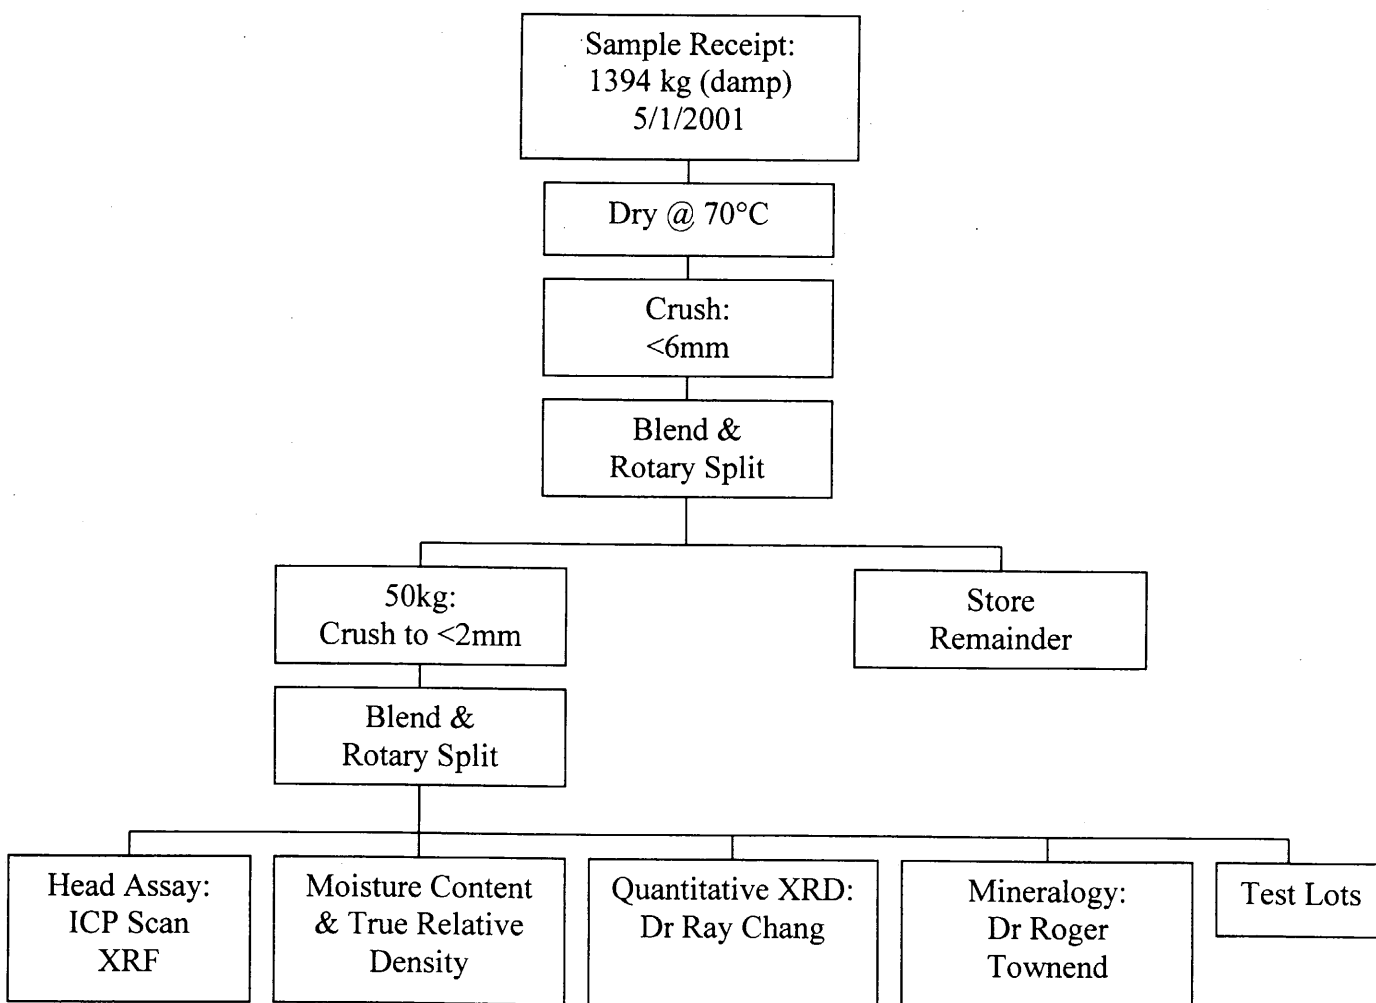 Sample Receipt:
1394 kg (damp)
5/1/2001
Dry @ 70°C
Crush:
<6mm
Blend &
Rotary Split
50kg:
Crush to <2mm
Store
Remainder
Blend &
Rotary Split
Head Assay:
ICP Scan
XRF
Moisture Content
& True Relative
Density
Quantitative XRD:
Dr Ray Chang
Mineralogy:
Dr Roger
Townend
Test Lots